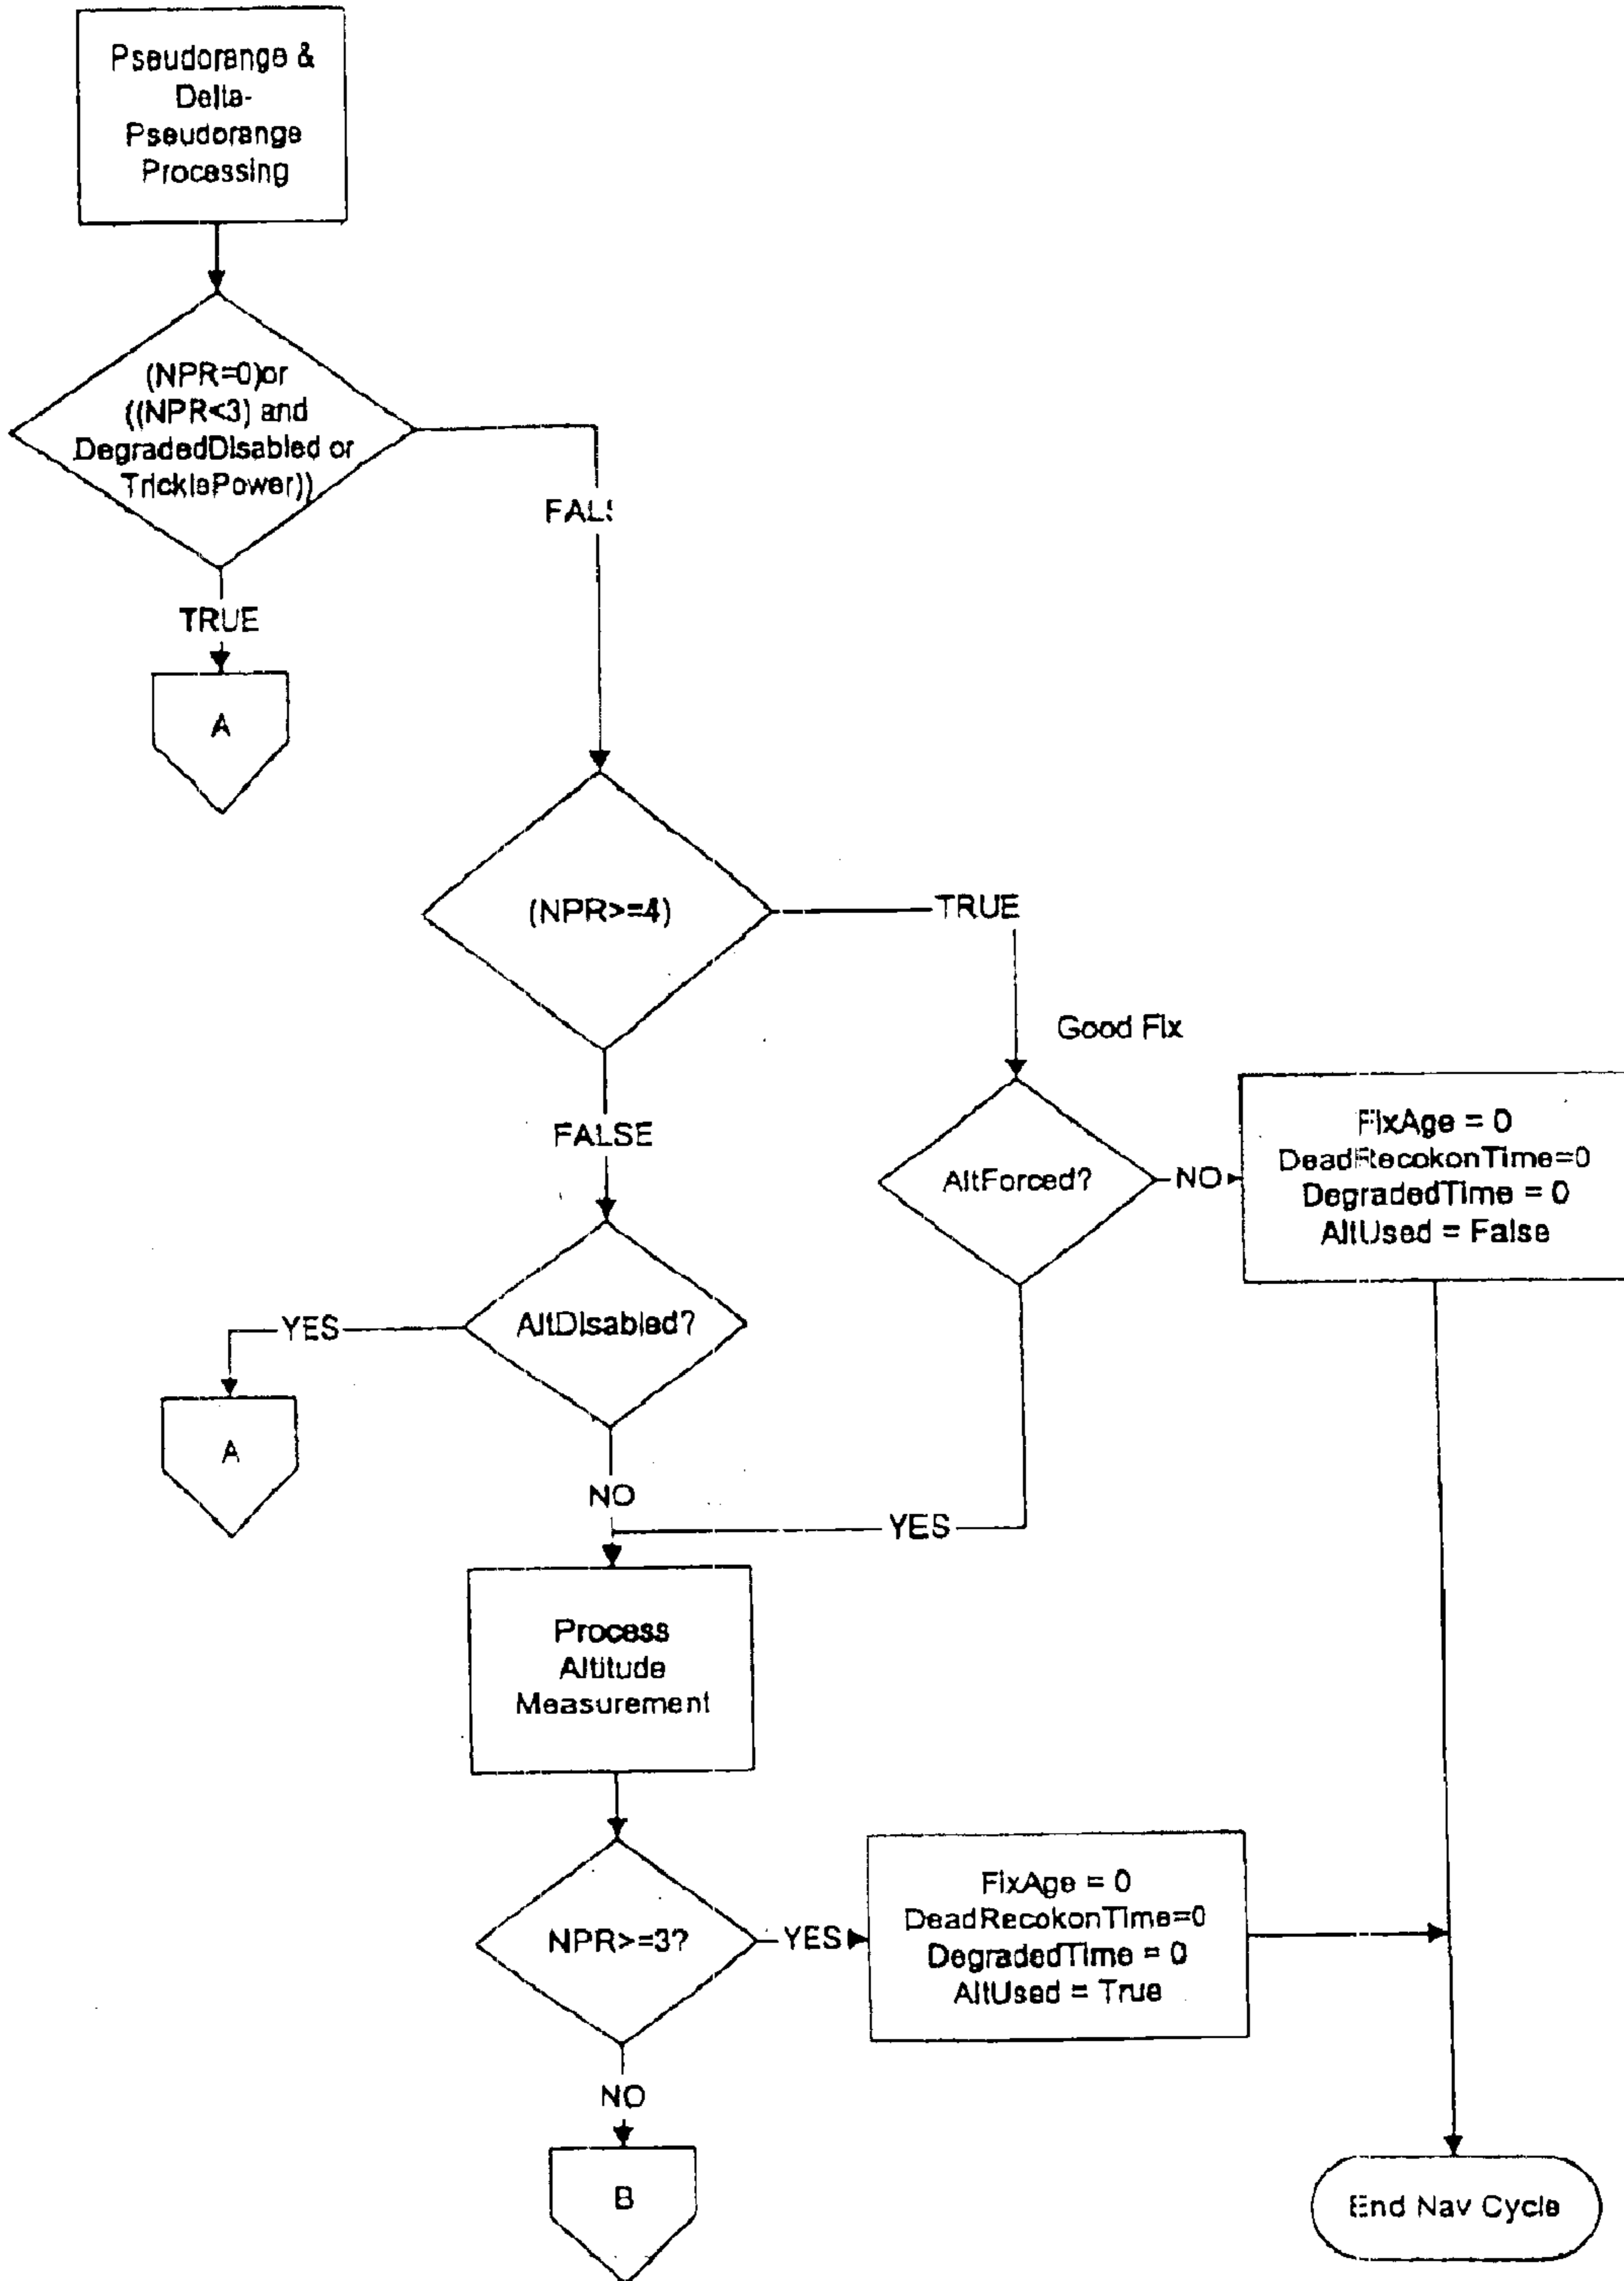 Pseudorange &
Delta-
Pseudorange
Processing
(NPR=0)or
((NPR<3) and
DegradedDisabled or
TricklePower))
FALS
TRUE
A
(NPR>=4)
TRUE
Good Fix
FALSE
AltForced?
NO
FixAge = 0
DeadRecokonTime=0
DegradedTime = 0
AltUsed = False
AltDisabled?
YES
A
NO
YES
Process
Altitude
Measurement
NPR>=3?
YES
FixAge = 0
DeadRecokonTime=0
DegradedTime = 0
AltUsed = True
NO
B
End Nav Cycle